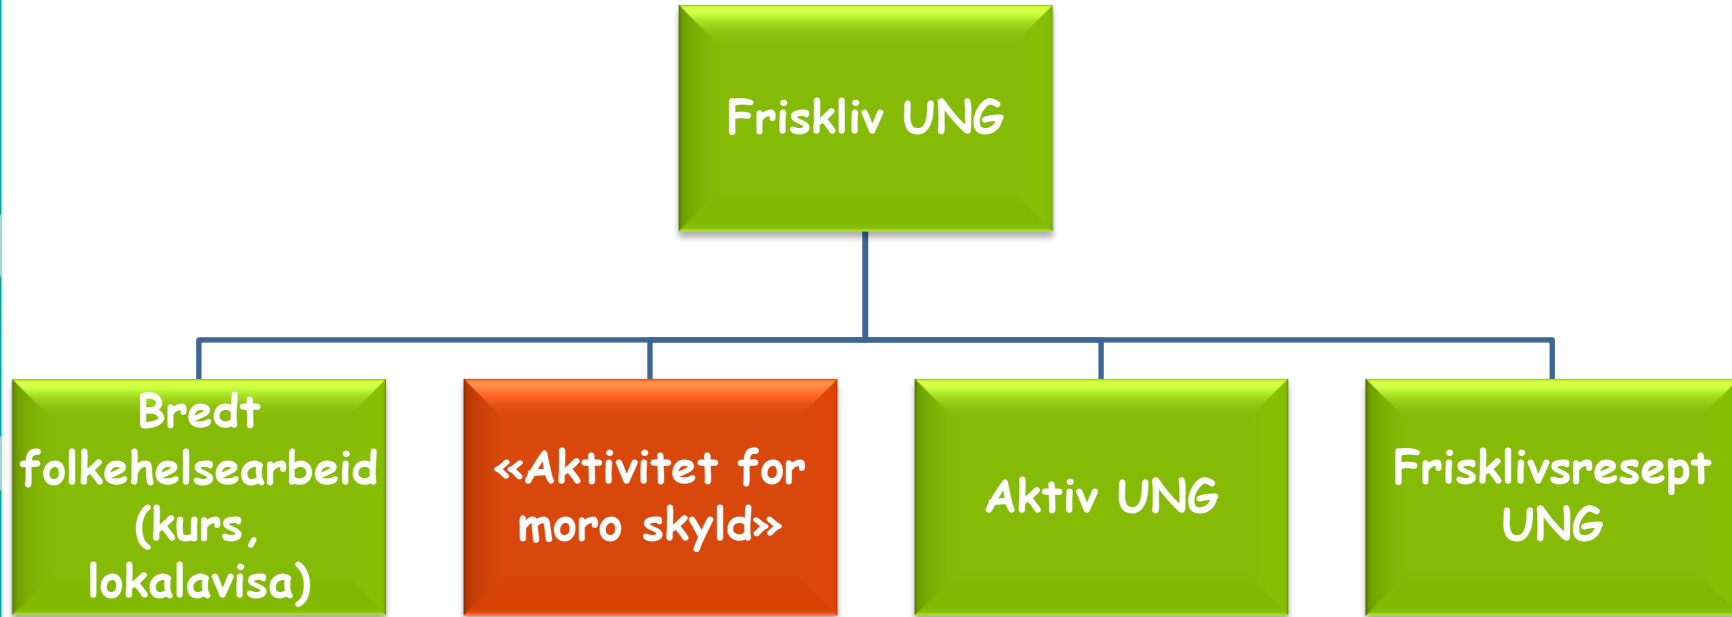 Friskliv UNG
Bredt
folkehelsearbeid
(kurs,
lokalavisa)
«Aktivitet for
moro skyld»
Aktiv UNG
Frisklivsresept
UNG